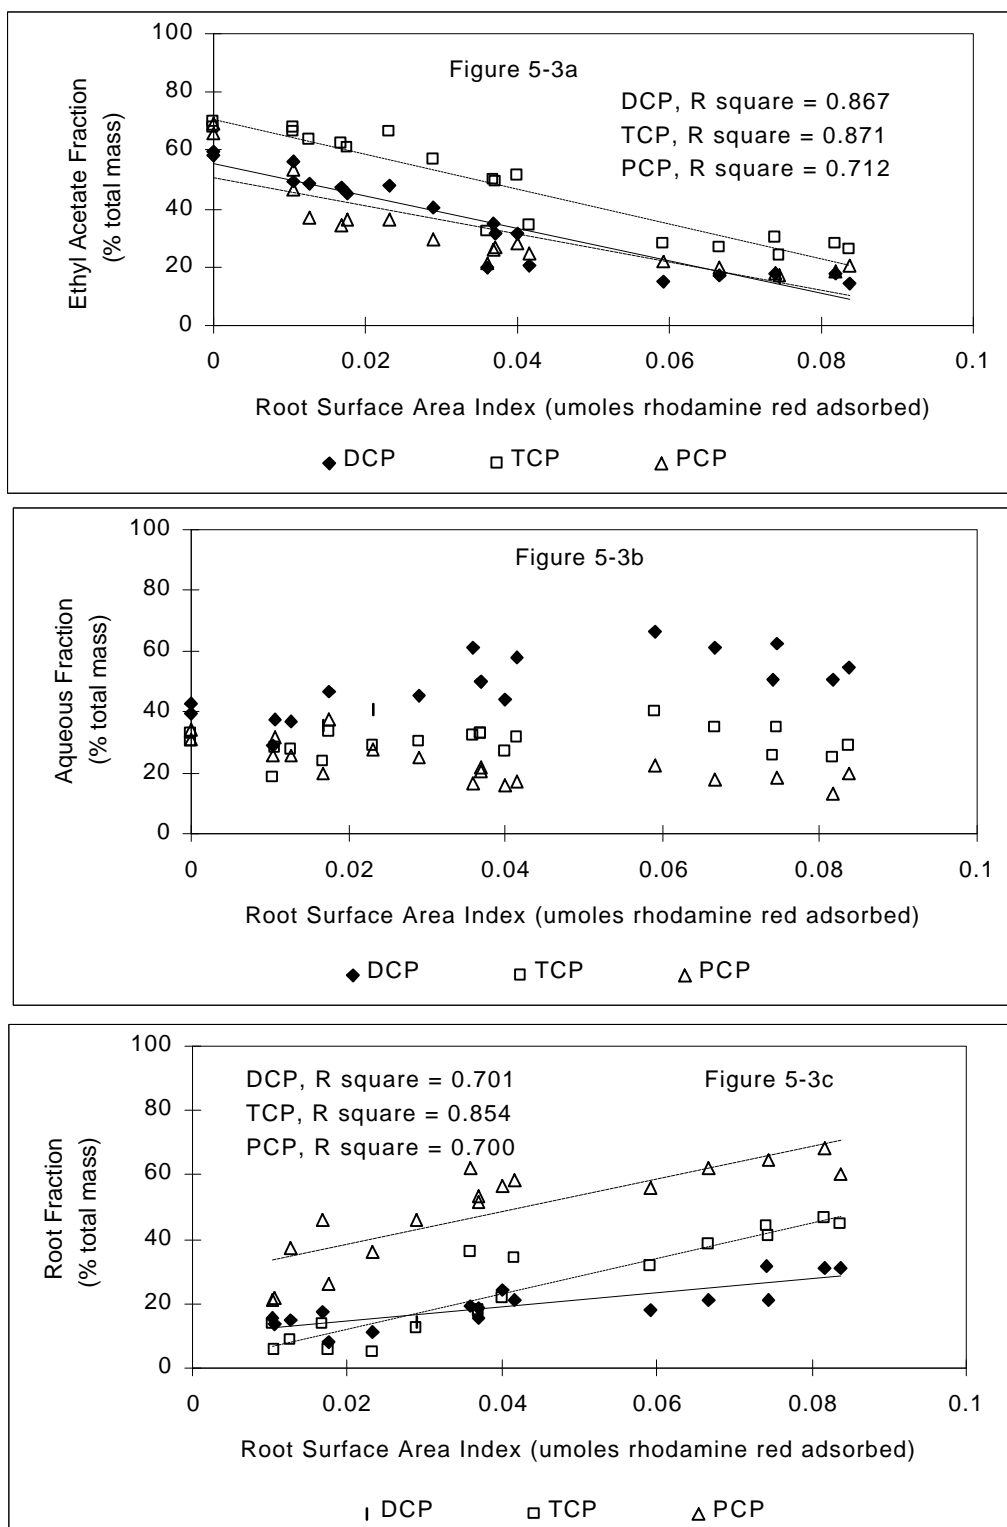 Figure 5-3a
DCP, R square = 0.867
TCP, R square = 0.871
PCP, R square = 0.712
Ethyl Acetate Fraction
(% total mass)
100
80
60
40
20
0
0 0.02 0.04 0.06 0.08 0.1
Root Surface Area Index (umoles rhodamine red adsorbed)
DCP TCP PCP
Figure 5-3b
Aqueous Fraction
(% total mass)
100
80
60
40
20
0
0 0.02 0.04 0.06 0.08 0.1
Root Surface Area Index (umoles rhodamine red adsorbed)
DCP TCP PCP
DCP, R square = 0.701
TCP, R square = 0.854
PCP, R square = 0.700
Figure 5-3c
Root Fraction
(% total mass)
100
80
60
40
20
0
0 0.02 0.04 0.06 0.08 0.1
Root Surface Area Index (umoles rhodamine red adsorbed)
DCP TCP PCP